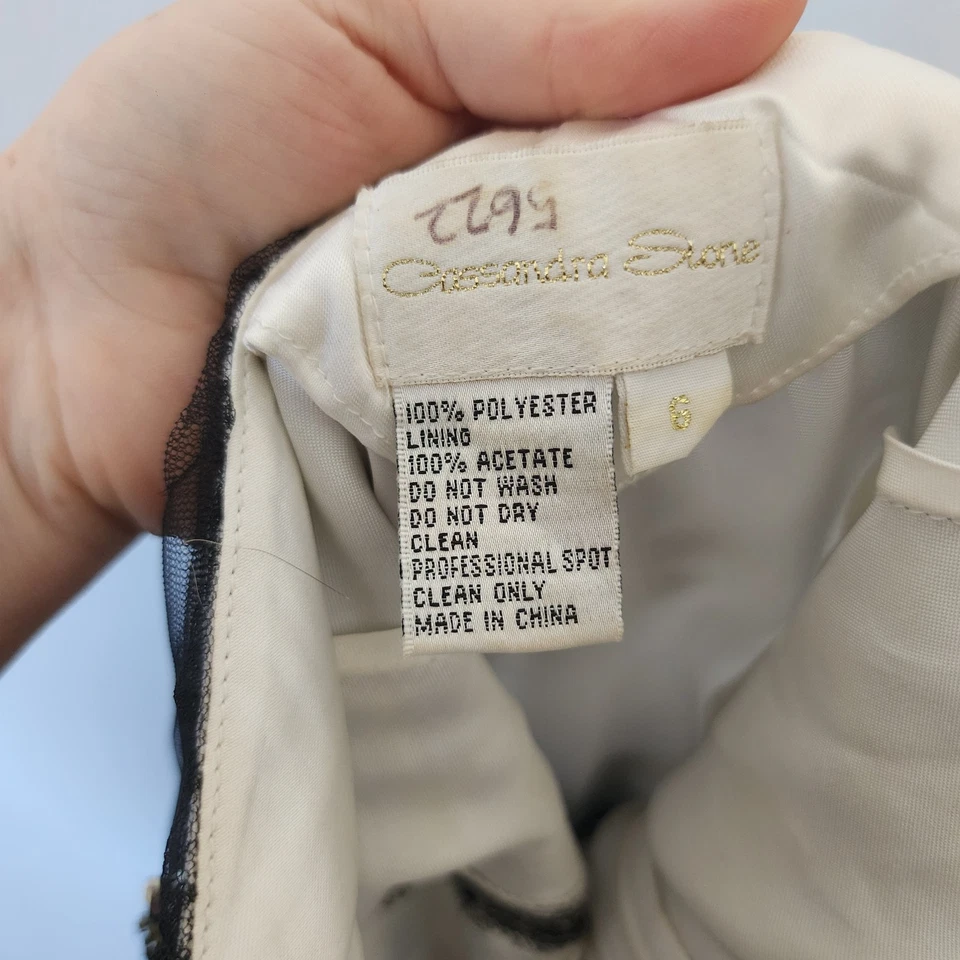 5622
Cassandra Stone
6
100% POLYESTER
LINING
100% ACETATE
DO NOT WASH
DO NOT DRY
CLEAN
PROFESSIONAL SPOT
CLEAN ONLY
MADE IN CHINA